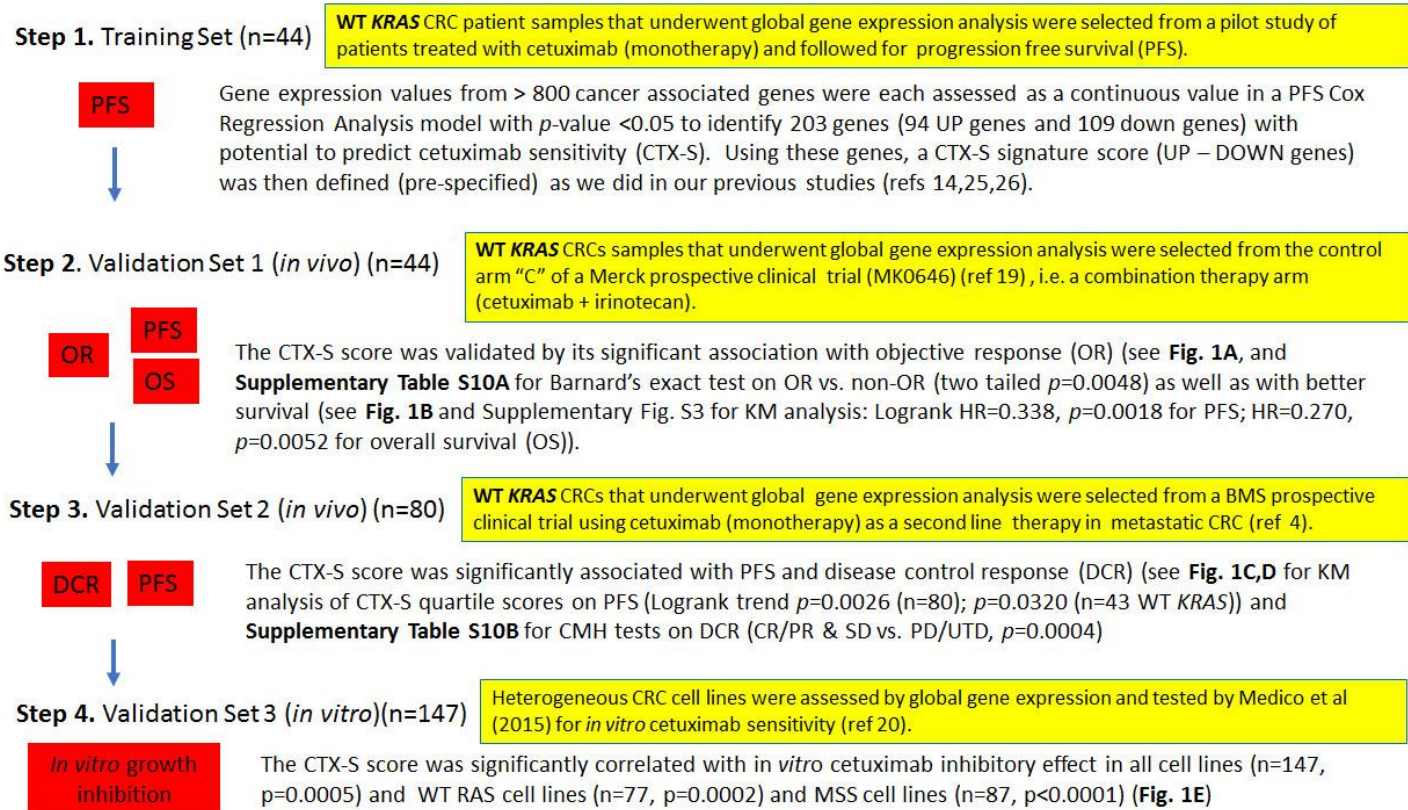 Step 1. Training Set (n=44)
WT KRAS CRC patient samples that underwent global gene expression analysis were selected from a pilot study of
patients treated with cetuximab (monotherapy) and followed for progression free survival (PFS).
PFS
Gene expression values from > 800 cancer associated genes were each assessed as a continuous value in a PFS Cox
Regression Analysis model with p-value <0.05 to identify 203 genes (94 UP genes and 109 down genes) with
potential to predict cetuximab sensitivity (CTX-S). Using these genes, a CTX-S signature score (UP – DOWN genes)
was then defined (pre-specified) as we did in our previous studies (refs 14,25,26).
Step 2. Validation Set 1 (in vivo) (n=44)
WT KRAS CRCs samples that underwent global gene expression analysis were selected from the control
arm "C" of a Merck prospective clinical trial (MK0646) (ref 19) , i.e. a combination therapy arm
(cetuximab + irinotecan).
OR
PFS
OS
The CTX-S score was validated by its significant association with objective response (OR) (see Fig. 1A, and
Supplementary Table S10A for Barnard's exact test on OR vs. non-OR (two tailed p=0.0048) as well as with better
survival (see Fig. 1B and Supplementary Fig. S3 for KM analysis: Logrank HR=0.338, p=0.0018 for PFS; HR=0.270,
p=0.0052 for overall survival (OS)).
Step 3. Validation Set 2 (in vivo) (n=80)
WT KRAS CRCs that underwent global gene expression analysis were selected from a BMS prospective
clinical trial using cetuximab (monotherapy) as a second line therapy in metastatic CRC (ref 4).
DCR
PFS
The CTX-S score was significantly associated with PFS and disease control response (DCR) (see Fig. 1C,D for KM
analysis of CTX-S quartile scores on PFS (Logrank trend p=0.0026 (n=80); p=0.0320 (n=43 WT KRAS)) and
Supplementary Table S10B for CMH tests on DCR (CR/PR & SD vs. PD/UTD, p=0.0004)
Step 4. Validation Set 3 (in vitro)(n=147)
Heterogeneous CRC cell lines were assessed by global gene expression and tested by Medico et al
(2015) for in vitro cetuximab sensitivity (ref 20).
In vitro growth
inhibition
The CTX-S score was significantly correlated with in vitro cetuximab inhibitory effect in all cell lines (n=147,
p=0.0005) and WT RAS cell lines (n=77, p=0.0002) and MSS cell lines (n=87, p<0.0001) (Fig. 1E)